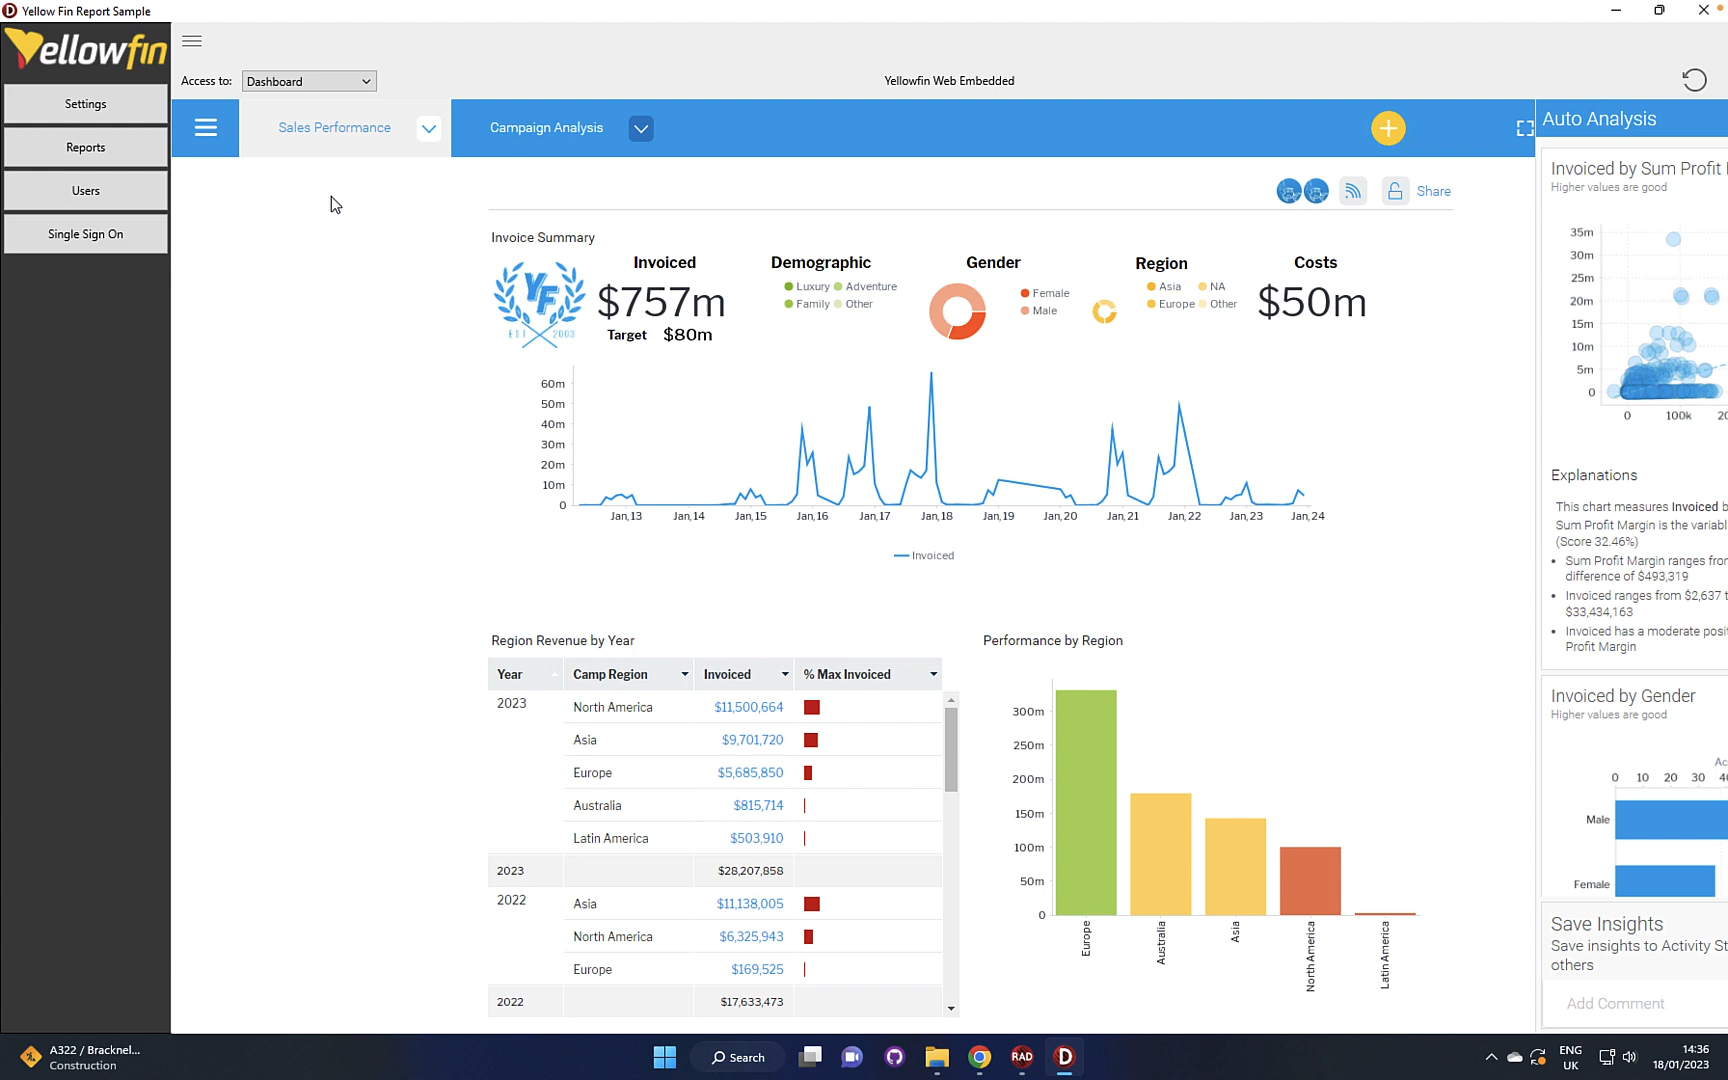 Yellow Fin Report Sample
Yellowfin
Settings
Reports
Users
Single Sign On
Access to:
Dashboard
Yellowfin Web Embedded
Sales Performance
Campaign Analysis
Share
Invoice Summary
YF
EST 2003
Invoiced
$757m
Target $80m
Demographic
Luxury Adventure
Family Other
Gender
Female
Male
Region
Asia NA
Europe Other
Costs
$50m
60m
50m
40m
30m
20m
10m
0
Jan,13 Jan,14 Jan,15 Jan,16 Jan,17 Jan,18 Jan,19 Jan,20 Jan,21 Jan,22 Jan,23 Jan,24
Invoiced
Region Revenue by Year
Year Camp Region Invoiced % Max Invoiced
2023 North America $11,500,664
Asia $9,701,720
Europe $5,685,850
Australia $815,714
Latin America $503,910
2023 $28,207,858
2022 Asia $11,138,005
North America $6,325,943
Europe $169,525
2022 $17,633,473
Performance by Region
300m
250m
200m
150m
100m
50m
0
Europe
Australia
Asia
North America
Latin America
Auto Analysis
Invoiced by Sum Profit
Higher values are good
35m
30m
25m
20m
15m
10m
5m
0
0 100k 20
Explanations
This chart measures Invoiced b
Sum Profit Margin is the variabl
(Score 32.46%)
Sum Profit Margin ranges fror
difference of $493,319
Invoiced ranges from $2,637 t
$33,434,163
Invoiced has a moderate posit
Profit Margin
Invoiced by Gender
Higher values are good
Ac
0 10 20 30 4
Male
Female
Save Insights
Save insights to Activity St
others
Add Comment
A322 / Bracknel...
Construction
Search
RAD
D
ENG
UK
14:36
18/01/2023